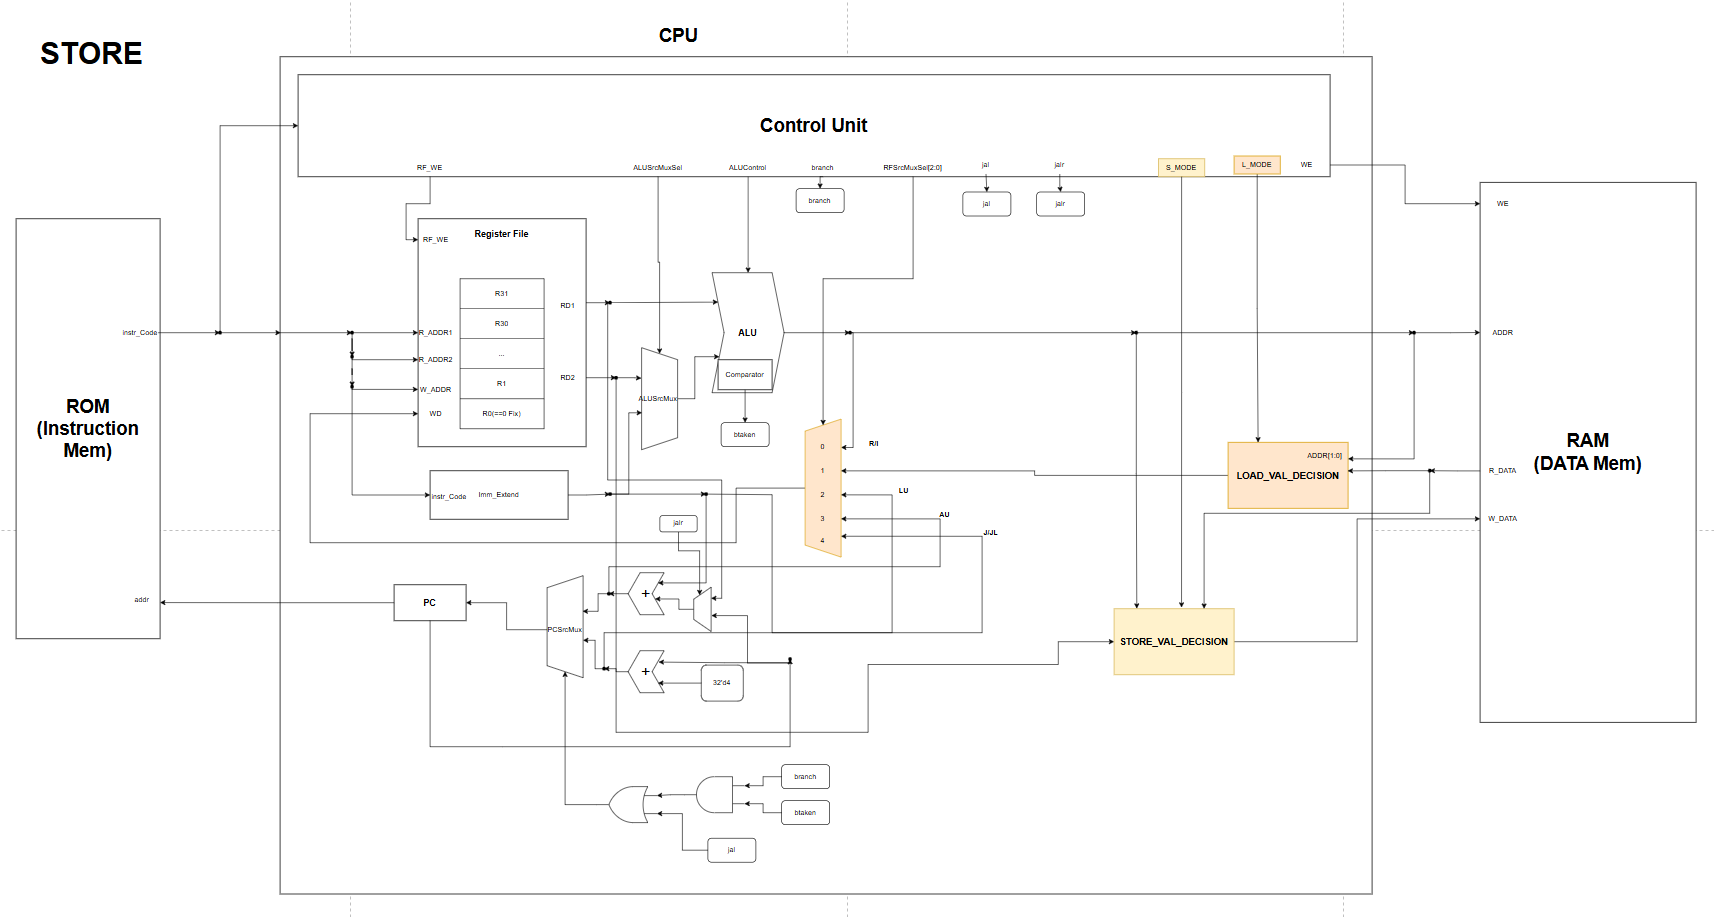 STORE
CPU
Control Unit
RF_WE
ALUSrcMuxSel
ALUControl
branch
RFSrcMuxSel[2:0]
jal
jalr
S_MODE
L_MODE
WE
branch
jal
jalr
WE
Register File
RF_WE
R31
R30
...
R1
R0(==0 Fix)
RD1
RD2
instr_Code
R_ADDR1
R_ADDR2
W_ADDR
WD
ALU
Comparator
ALUSrcMux
btaken
ADDR
ROM
(Instruction
Mem)
RAM
(DATA Mem)
0
1
2
3
4
R/I
LU
AU
J/JL
ADDR[1:0]
LOAD_VAL_DECISION
R_DATA
W_DATA
instr_Code
Imm_Extend
jalr
addr
PC
PCSrcMux
+
+
32'd4
STORE_VAL_DECISION
branch
btaken
jal